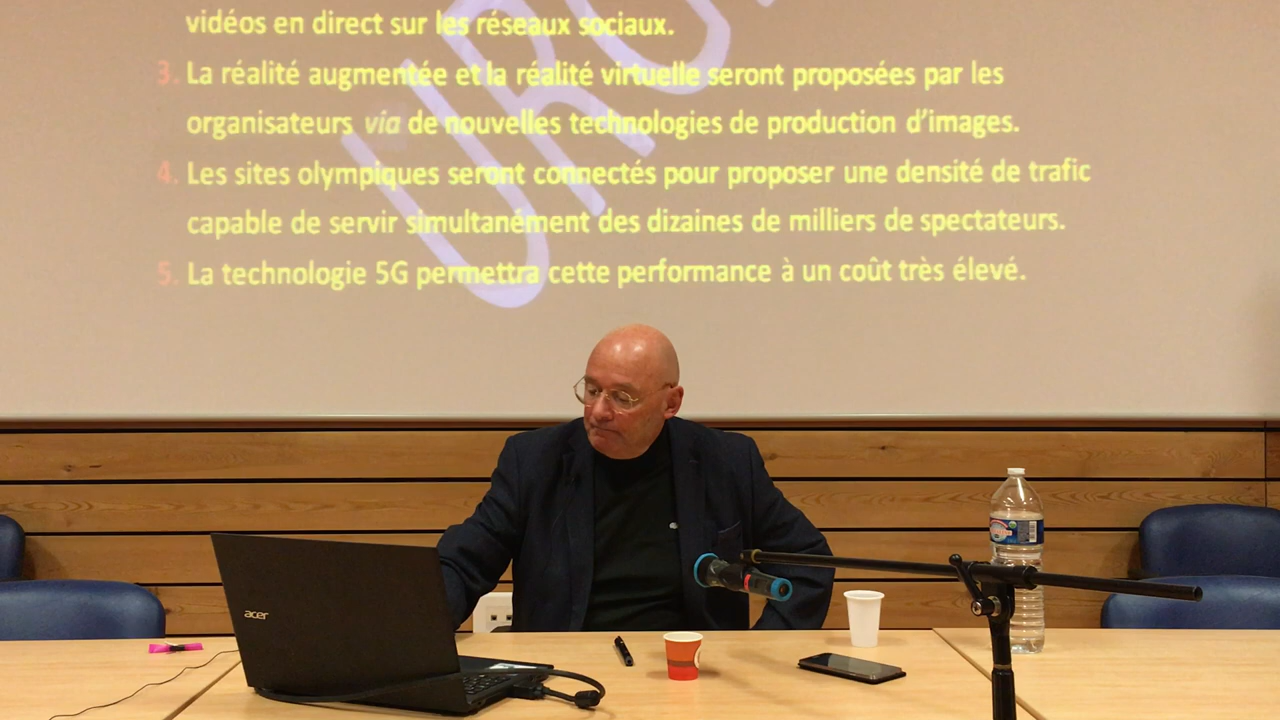 vidéos en direct sur les réseaux sociaux.
3. La réalité augmentée et la réalité virtuelle seront proposées par les
organisateurs via de nouvelles technologies de production d'images.
4. Les sites olympiques seront connectés pour proposer une densité de trafic
capable de servir simultanément des dizaines de milliers de spectateurs.
5. La technologie 5G permettra cette performance à un coût très élevé.
acer